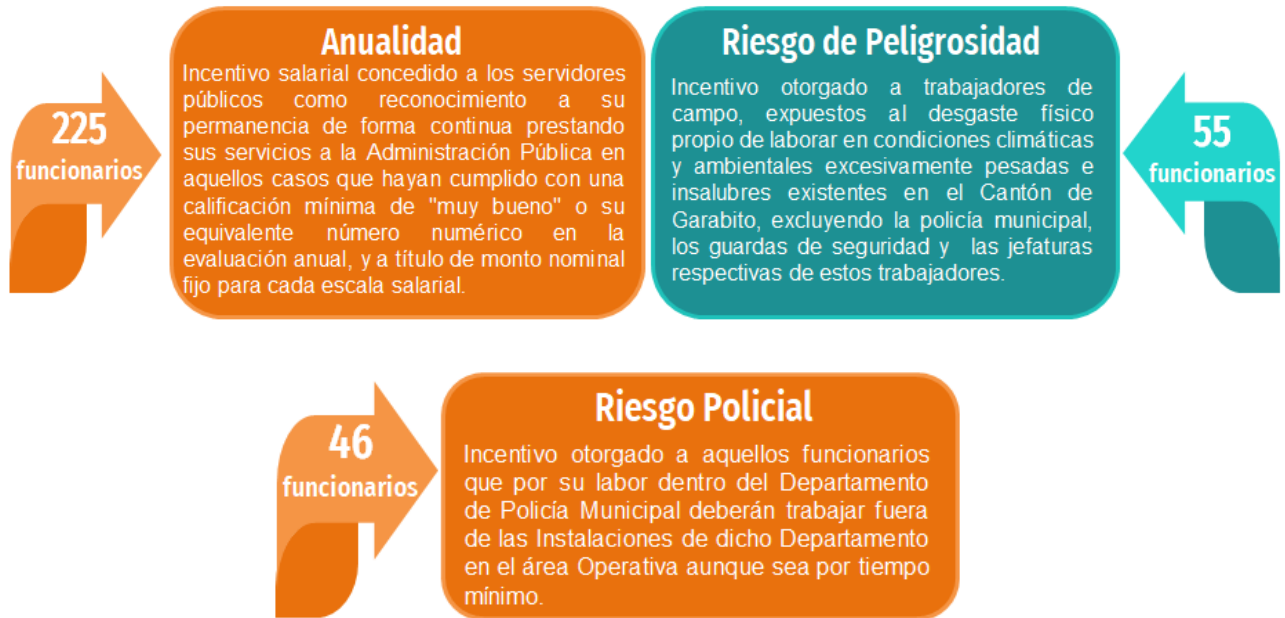 225
funcionarios
Anualidad
Incentivo salarial concedido a los servidores
públicos como reconocimiento a su
permanencia de forma continua prestando
sus servicios a la Administración Pública en
aquellos casos que hayan cumplido con una
calificación mínima de "muy bueno" o su
equivalente número numérico en la
evaluación anual, y a título de monto nominal
fijo para cada escala salarial.
Riesgo de Peligrosidad
Incentivo otorgado a trabajadores de
campo, expuestos al desgaste físico
propio de laborar en condiciones climáticas
y ambientales excesivamente pesadas e
insalubres existentes en el Cantón de
Garabito, excluyendo la policía municipal,
los guardas de seguridad y las jefaturas
respectivas de estos trabajadores.
55
funcionarios
46
funcionarios
Riesgo Policial
Incentivo otorgado a aquellos funcionarios
que por su labor dentro del Departamento
de Policía Municipal deberán trabajar fuera
de las Instalaciones de dicho Departamento
en el área Operativa aunque sea por tiempo
mínimo.